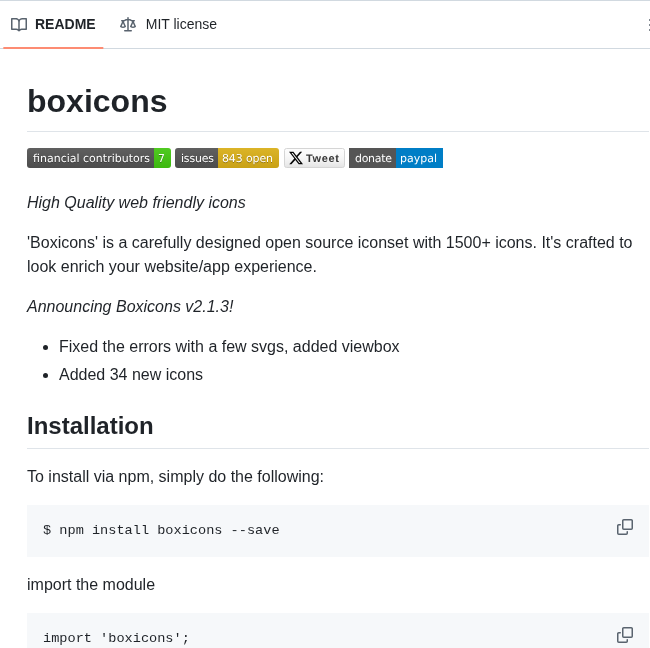 README MIT license
boxicons
financial contributors 7 issues 843 open Tweet donate paypal
High Quality web friendly icons
'Boxicons' is a carefully designed open source iconset with 1500+ icons. It's crafted to
look enrich your website/app experience.
Announcing Boxicons v2.1.3!
Fixed the errors with a few svgs, added viewbox
Added 34 new icons
Installation
To install via npm, simply do the following:
$ npm install boxicons --save
import the module
import 'boxicons';